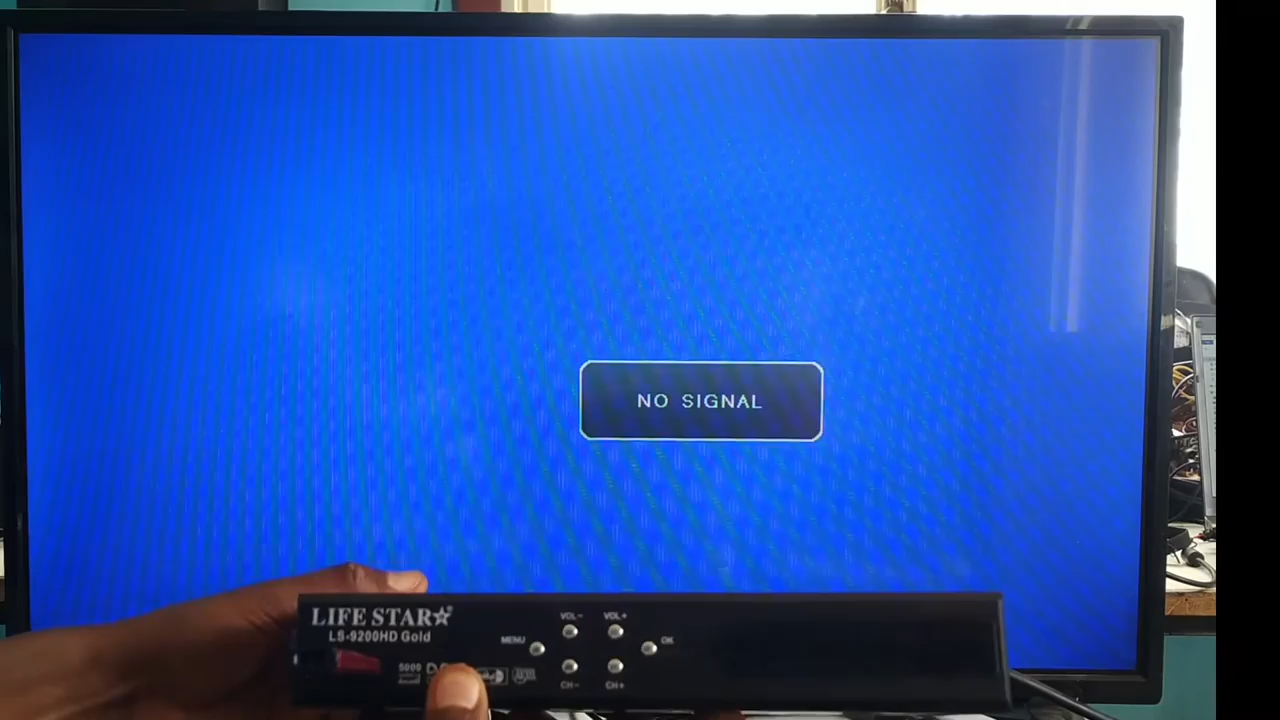 NO SIGNAL
LIFE STAR
LS-9200HD Gold
VOL-
VOL+
MENU
OK
5000
CH-
CH+